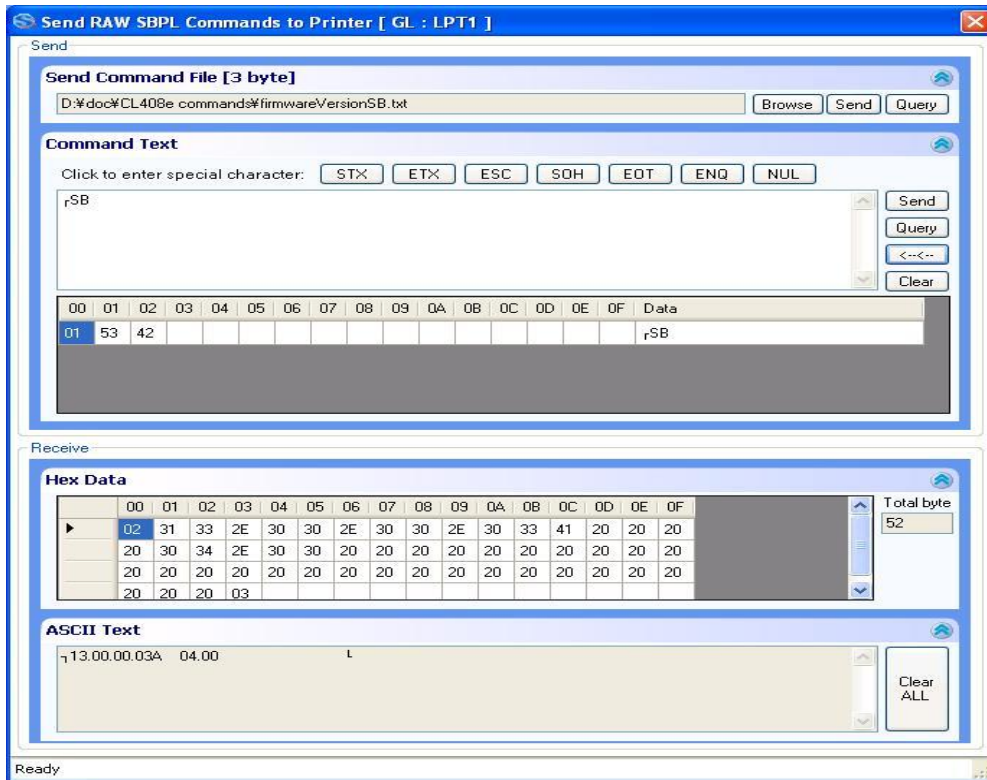 Send RAW SBPL Commands to Printer [ GL : LPT1 ]
Send
Send Command File [3 byte]
D:¥doc¥CL408e commands¥firmwareVersionSB.txt Browse Send Query
Command Text
Click to enter special character: STX ETX ESC SOH EOT ENQ NUL
┌SB Send
Query
<--<--
Clear
00 01 02 03 04 05 06 07 08 09 0A 0B 0C 0D 0E 0F Data
01 53 42 ┌SB
Receive
Hex Data
00 01 02 03 04 05 06 07 08 09 0A 0B 0C 0D 0E 0F Total byte
02 31 33 2E 30 30 2E 30 30 2E 30 33 41 20 20 20 52
20 30 34 2E 30 30 20 20 20 20 20 20 20 20 20 20
20 20 20 20 20 20 20 20 20 20 20 20 20 20 20 20
20 20 20 03
ASCII Text
┐13.00.00.03A 04.00 └
Clear
ALL
Ready